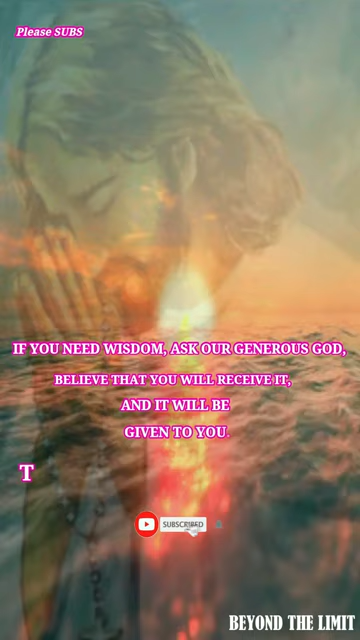 Please SUBS
IF YOU NEED WISDOM, ASK OUR GENEROUS GOD,
BELIEVE THAT YOU WILL RECEIVE IT,
AND IT WILL BE
GIVEN TO YOU.
T
SUBSCRIBED
BEYOND THE LIMIT